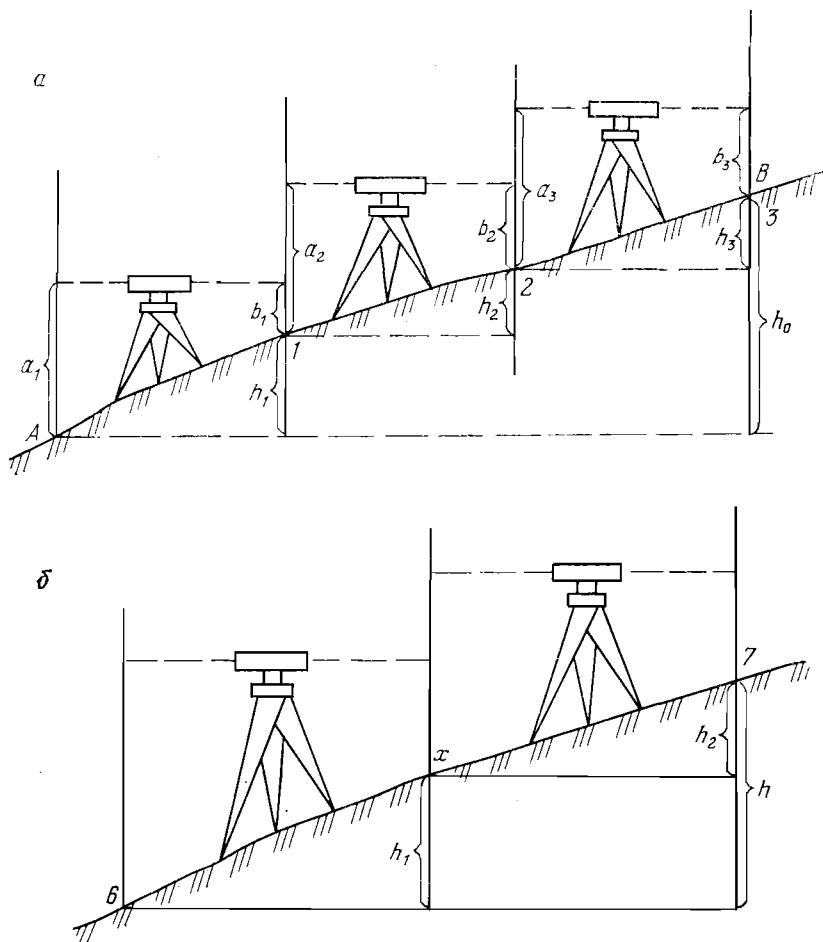 а
a₁
A
b₁
1
h₁
a₂
b₂
2
h₂
a₃
b₃
B
3
h₃
h₀
б
6
x
h₁
7
h₂
h